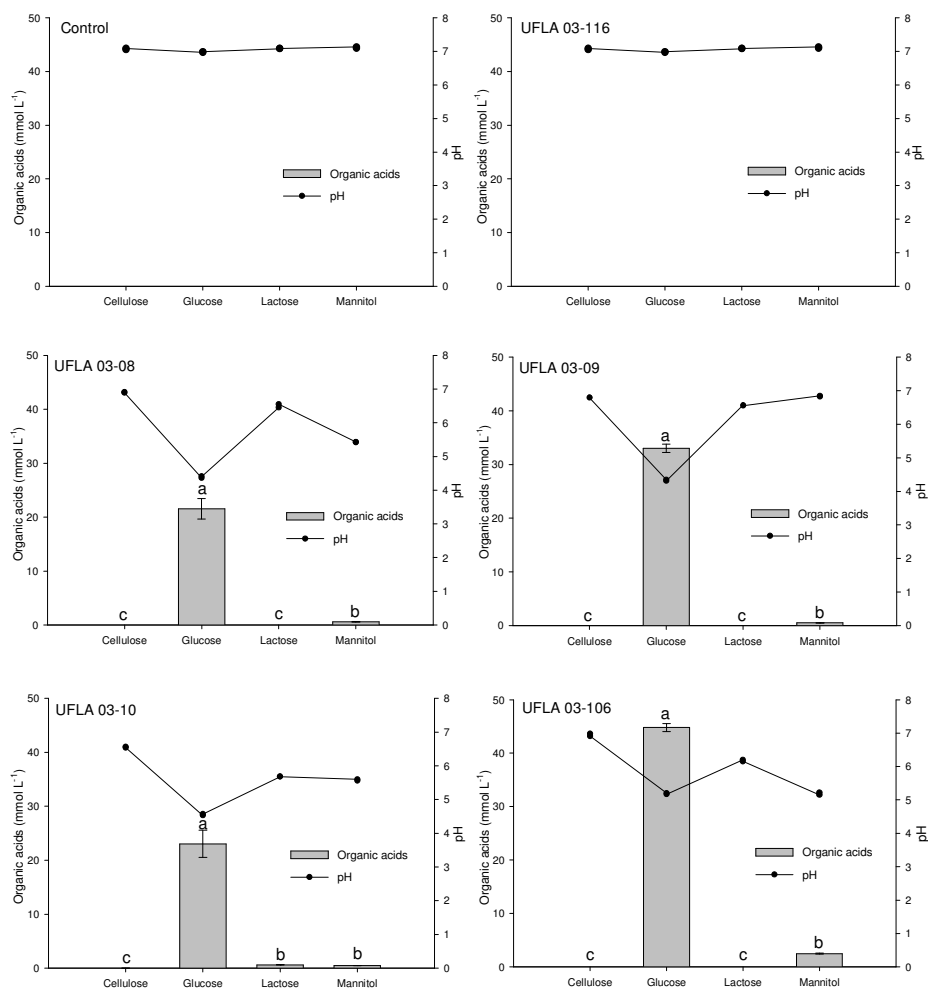 Control
50
40
30
20
10
0
Organic acids (mmol L⁻¹)
8
7
6
5
4
3
2
1
0
pH
Organic acids
pH
Cellulose Glucose Lactose Mannitol
UFLA 03-116
50
40
30
20
10
0
Organic acids (mmol L⁻¹)
8
7
6
5
4
3
2
1
0
pH
Organic acids
pH
Cellulose Glucose Lactose Mannitol
UFLA 03-08
50
40
30
20
10
0
Organic acids (mmol L⁻¹)
8
7
6
5
4
3
2
1
0
pH
Organic acids
pH
c a c b
Cellulose Glucose Lactose Mannitol
UFLA 03-09
50
40
30
20
10
0
Organic acids (mmol L⁻¹)
8
7
6
5
4
3
2
1
0
pH
Organic acids
pH
c a c b
Cellulose Glucose Lactose Mannitol
UFLA 03-10
50
40
30
20
10
0
Organic acids (mmol L⁻¹)
8
7
6
5
4
3
2
1
0
pH
Organic acids
pH
c a b b
Cellulose Glucose Lactose Mannitol
UFLA 03-106
50
40
30
20
10
0
Organic acids (mmol L⁻¹)
8
7
6
5
4
3
2
1
0
pH
Organic acids
pH
c a c b
Cellulose Glucose Lactose Mannitol